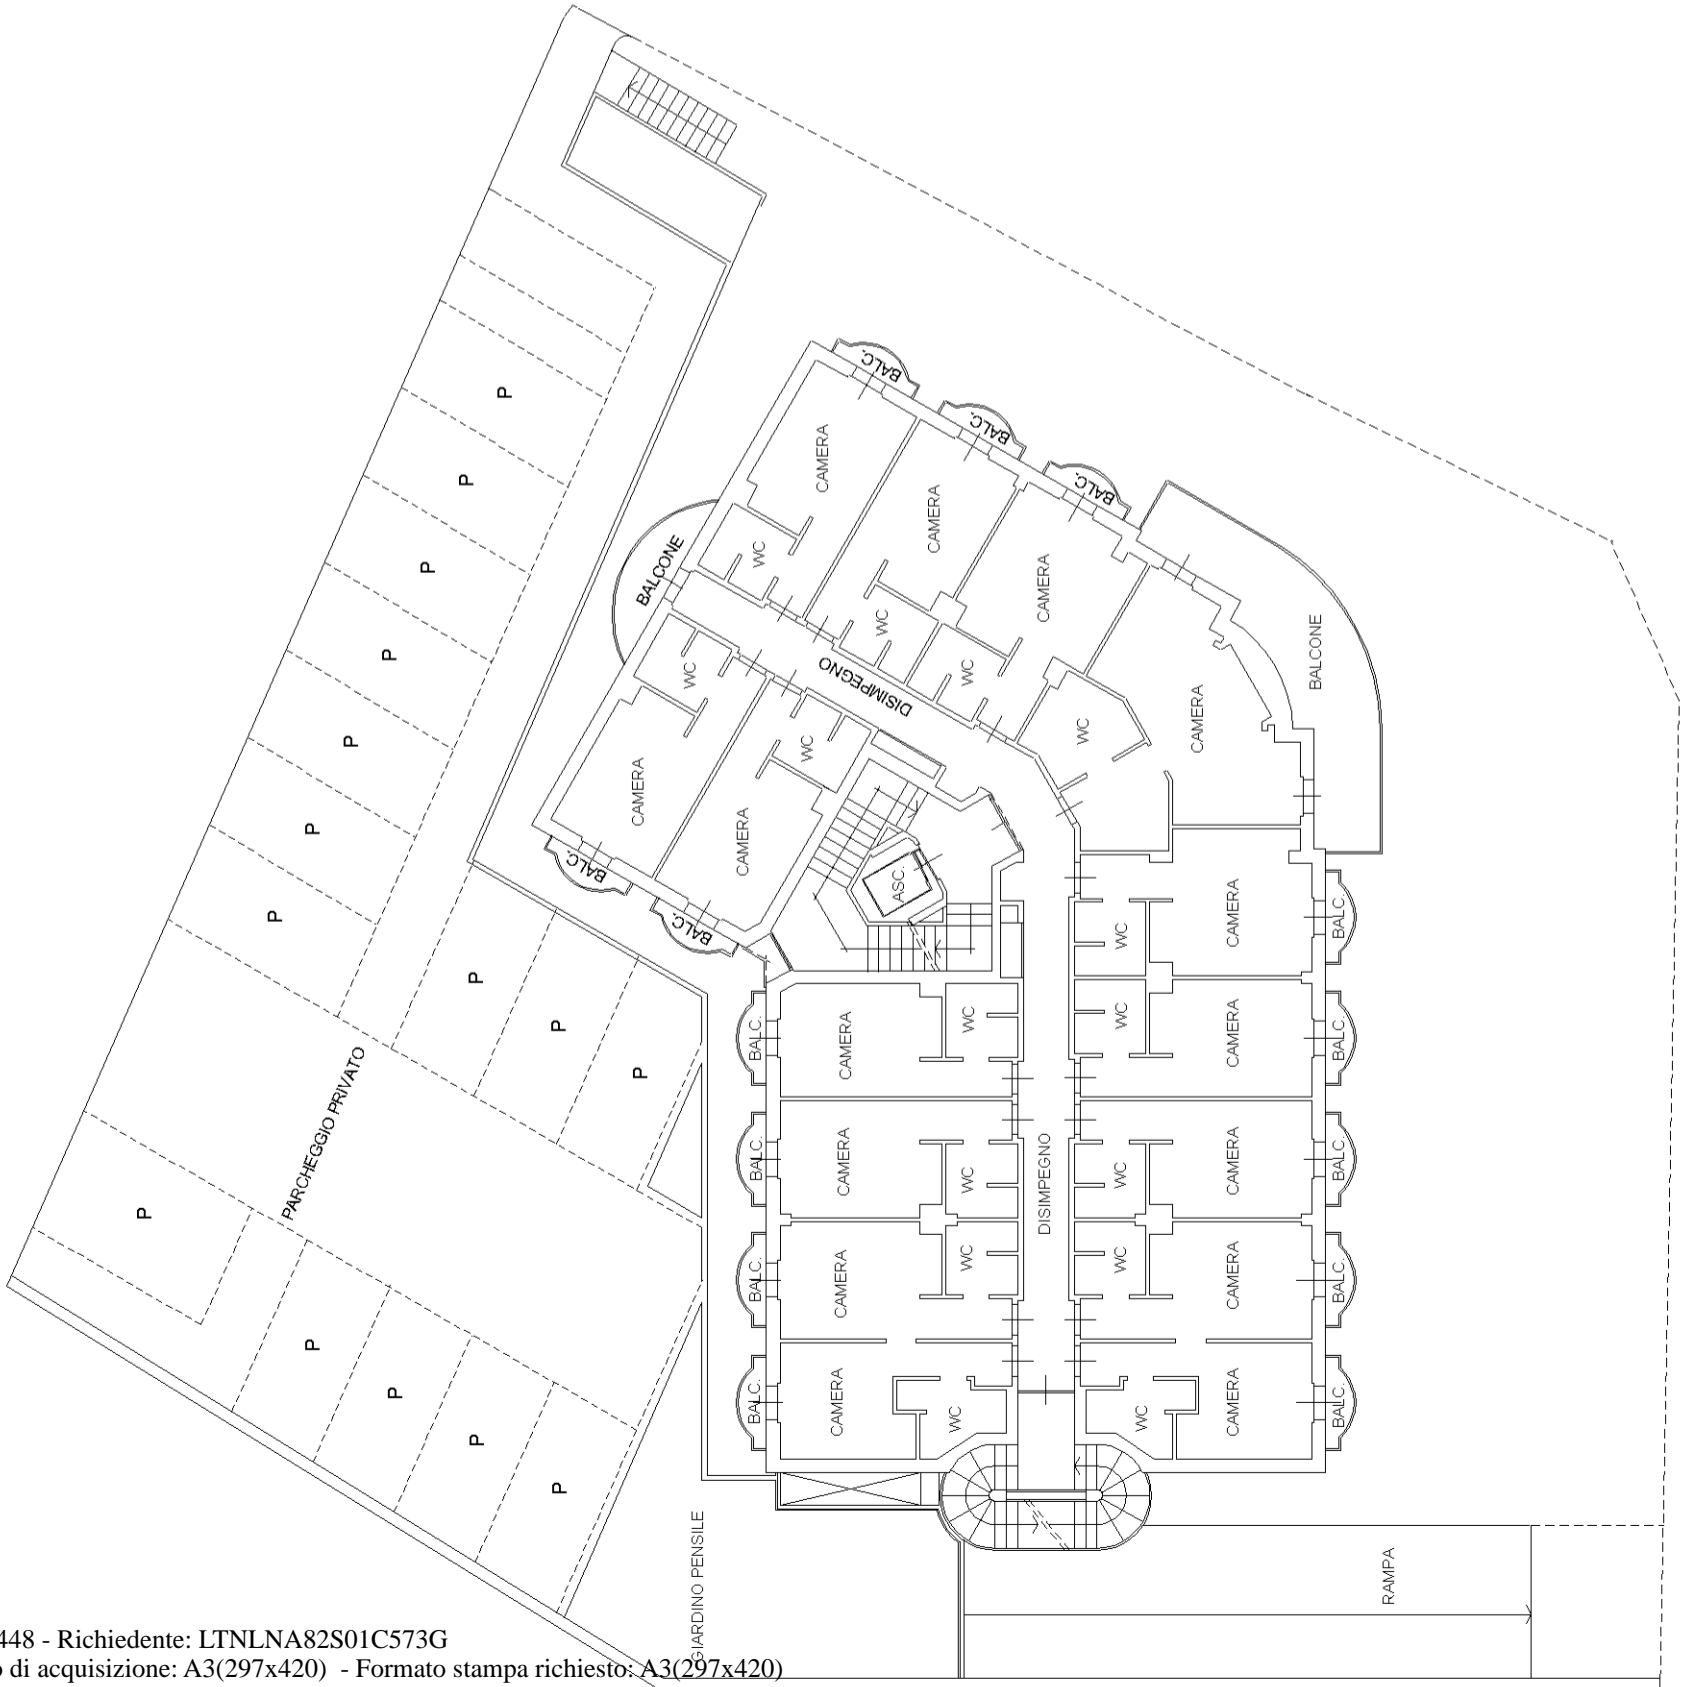 P
P
P
P
P
P
P
P
P
P
P
PARCHEGGIO PRIVATO
P
P
P
P
P
BALC.
BALC.
BALC.
BALCONE
BALCONE
CAMERA
CAMERA
CAMERA
CAMERA
WC
WC
WC
WC
DISIMPEGNO
WC
WC
CAMERA
CAMERA
BALC.
BALC.
ASC.
CAMERA
WC
WC
CAMERA
BALC.
BALC.
CAMERA
WC
WC
CAMERA
BALC.
BALC.
CAMERA
WC
DISIMPEGNO
WC
CAMERA
BALC.
BALC.
CAMERA
WC
WC
CAMERA
BALC.
BALC.
CAMERA
WC
WC
CAMERA
BALC.
GIARDINO PENSILE
RAMPA
448 - Richiedente: LTNLNA82S01C573G
o di acquisizione: A3(297x420) - Formato stampa richiesto: A3(297x420)